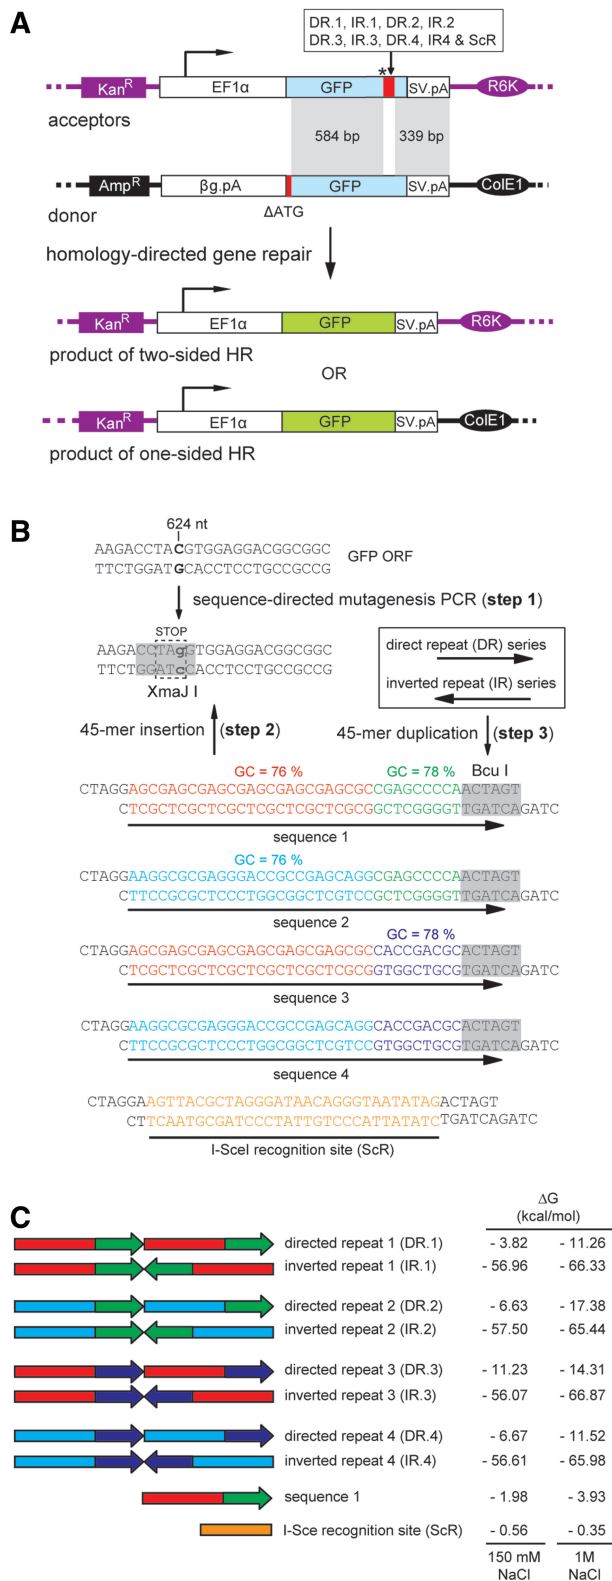 A
DR.1, IR.1, DR.2, IR.2
DR.3, IR.3, DR.4, IR4 & ScR
*
KanR EF1α GFP SV.pA R6K
acceptors
584 bp 339 bp
AmpR βg.pA GFP SV.pA ColE1
donor
ΔATG
homology-directed gene repair
KanR EF1α GFP SV.pA R6K
product of two-sided HR
OR
KanR EF1α GFP SV.pA ColE1
product of one-sided HR
B
624 nt
AAGACCTACGTGGAGGACGGCGGC
TTCTGGATGCACCTCCTGCCGCCG
GFP ORF
sequence-directed mutagenesis PCR (step 1)
STOP
AAGACCTAgGTGGAGGACGGCGGC
TTCTGGATcCACCTCCTGCCGCCG
XmaJ I
direct repeat (DR) series
inverted repeat (IR) series
45-mer insertion (step 2)
45-mer duplication (step 3)
GC = 76 % GC = 78 % Bcu I
CTAGGAGCGAGCGAGCGAGCGAGCGAGCGCCGAGCCCCAACTAGT
CTCGCTCGCTCGCTCGCTCGCTCGCGGCTCGGGGTTGATCAGATC
sequence 1
GC = 76 %
CTAGGAAGGCGCGAGGGACCGCCGAGCAGGCGAGCCCCAACTAGT
CTTCCGCGCTCCCTGGCGGCTCGTCCGCTCGGGGTTGATCAGATC
sequence 2
GC = 78 %
CTAGGAGCGAGCGAGCGAGCGAGCGAGCGCCACCGACGCACTAGT
CTCGCTCGCTCGCTCGCTCGCTCGCGGTGGCTGCGTGATCAGATC
sequence 3
CTAGGAAGGCGCGAGGGACCGCCGAGCAGGCACCGACGCACTAGT
CTTCCGCGCTCCCTGGCGGCTCGTCCGTGGCTGCGTGATCAGATC
sequence 4
CTAGGAAGTTACGCTAGGGATAACAGGGTAATATAGACTAGT
CTTCAATGCGATCCCTATTGTCCCATTATATCTGATCAGATC
I-SceI recognition site (ScR)
C
ΔG
(kcal/mol)
directed repeat 1 (DR.1) - 3.82 - 11.26
inverted repeat 1 (IR.1) - 56.96 - 66.33
directed repeat 2 (DR.2) - 6.63 - 17.38
inverted repeat 2 (IR.2) - 57.50 - 65.44
directed repeat 3 (DR.3) - 11.23 - 14.31
inverted repeat 3 (IR.3) - 56.07 - 66.87
directed repeat 4 (DR.4) - 6.67 - 11.52
inverted repeat 4 (IR.4) - 56.61 - 65.98
sequence 1 - 1.98 - 3.93
I-Sce recognition site (ScR) - 0.56 - 0.35
150 mM 1M
NaCl NaCl